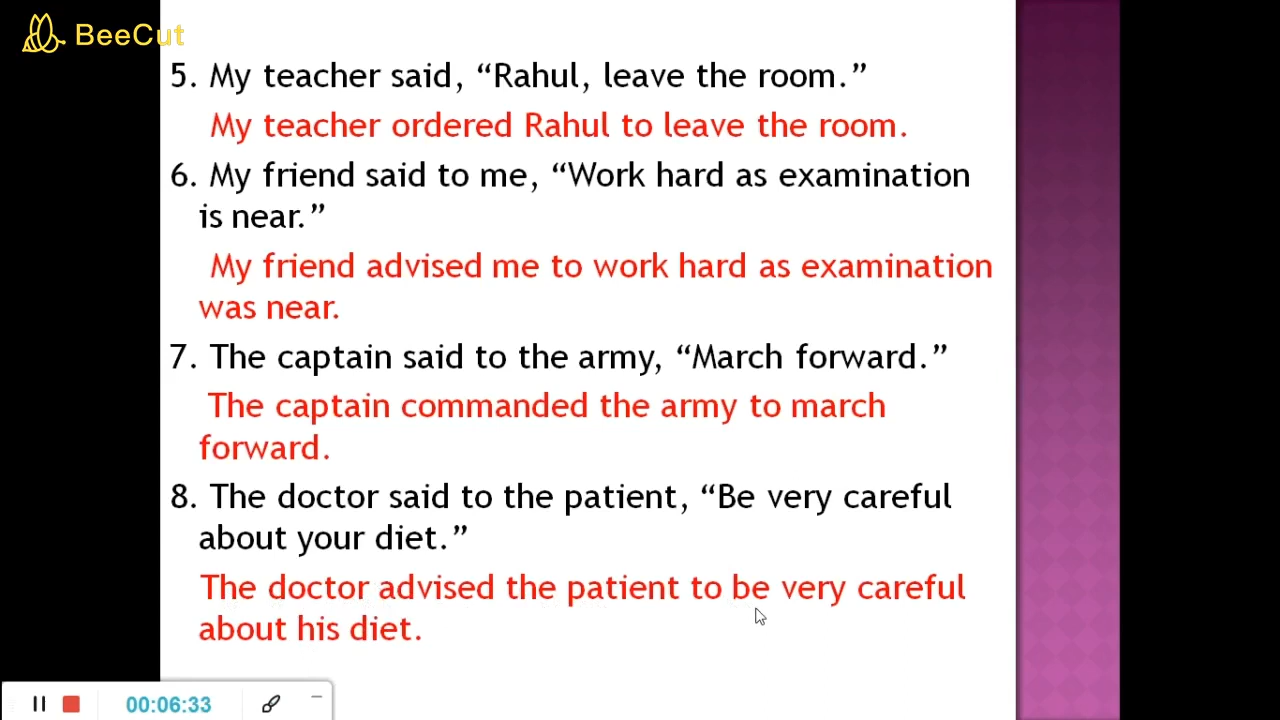 BeeCut
5. My teacher said, “Rahul, leave the room.”
My teacher ordered Rahul to leave the room.
6. My friend said to me, “Work hard as examination
is near.”
My friend advised me to work hard as examination
was near.
7. The captain said to the army, “March forward.”
The captain commanded the army to march
forward.
8. The doctor said to the patient, “Be very careful
about your diet.”
The doctor advised the patient to be very careful
about his diet.
00:06:33